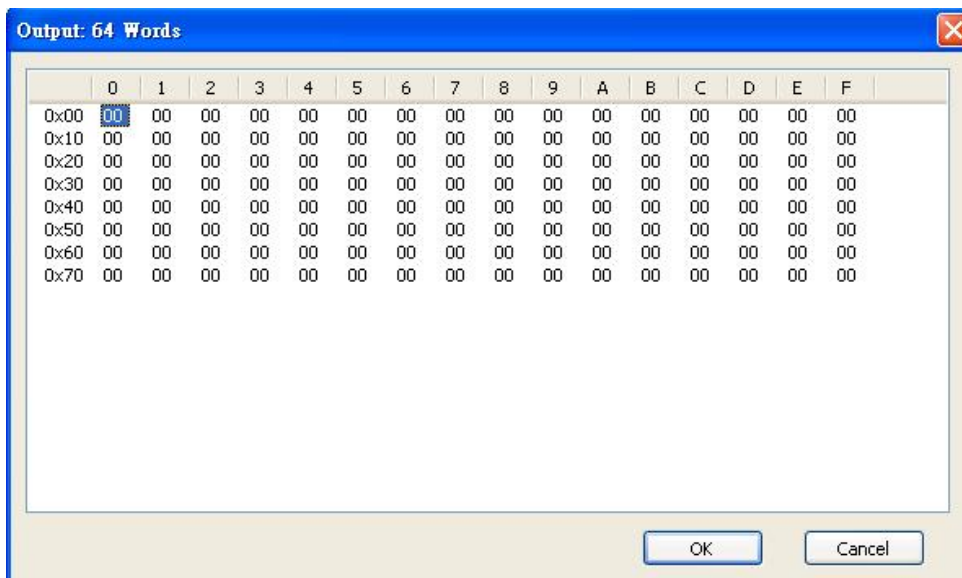 Output: 64 Words
0 1 2 3 4 5 6 7 8 9 A B C D E F
0x00 00 00 00 00 00 00 00 00 00 00 00 00 00 00 00 00
0x10 00 00 00 00 00 00 00 00 00 00 00 00 00 00 00 00
0x20 00 00 00 00 00 00 00 00 00 00 00 00 00 00 00 00
0x30 00 00 00 00 00 00 00 00 00 00 00 00 00 00 00 00
0x40 00 00 00 00 00 00 00 00 00 00 00 00 00 00 00 00
0x50 00 00 00 00 00 00 00 00 00 00 00 00 00 00 00 00
0x60 00 00 00 00 00 00 00 00 00 00 00 00 00 00 00 00
0x70 00 00 00 00 00 00 00 00 00 00 00 00 00 00 00 00
OK Cancel